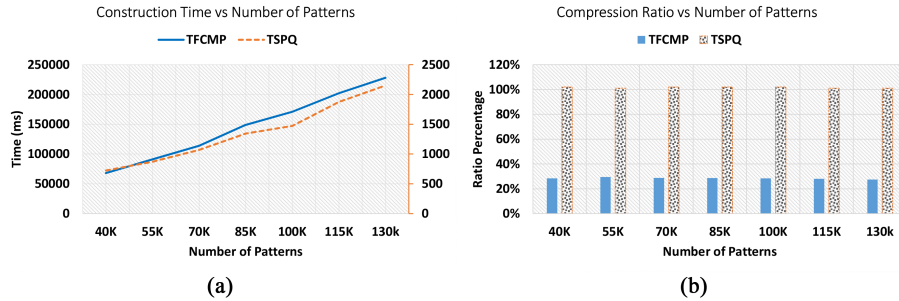 Construction Time vs Number of Patterns
TFCMP TSPQ
250000 2500
200000 2000
150000 1500
100000 1000
50000 500
0 0
Time (ms)
40K 55K 70K 85K 100K 115K 130k
Number of Patterns
(a)
Compression Ratio vs Number of Patterns
TFCMP TSPQ
120%
100%
80%
60%
40%
20%
0%
Ratio Percentage
40K 55K 70K 85K 100K 115K 130k
Number of Patterns
(b)